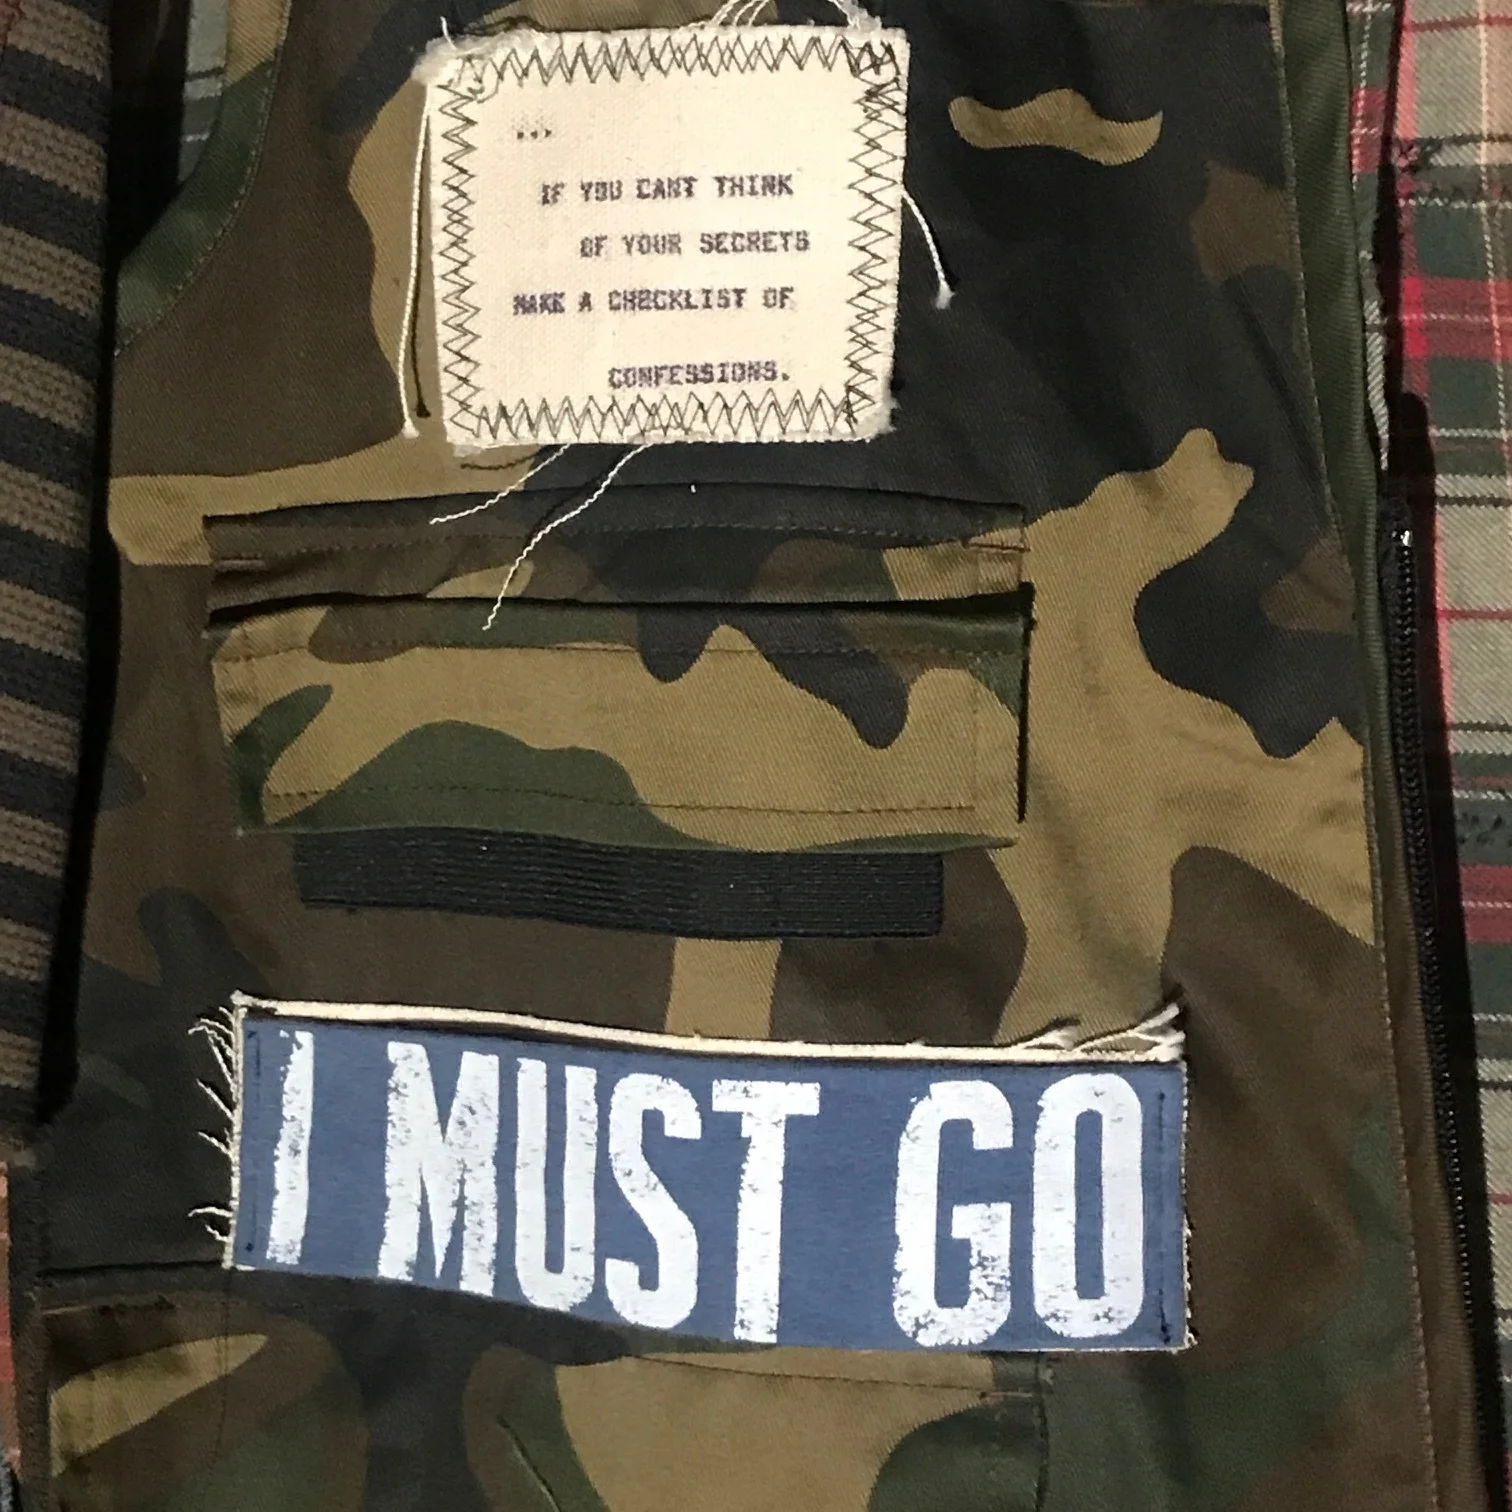 ...
IF YOU CANT THINK
OF YOUR SECRETS
MAKE A CHECKLIST OF
CONFESSIONS.
I MUST GO